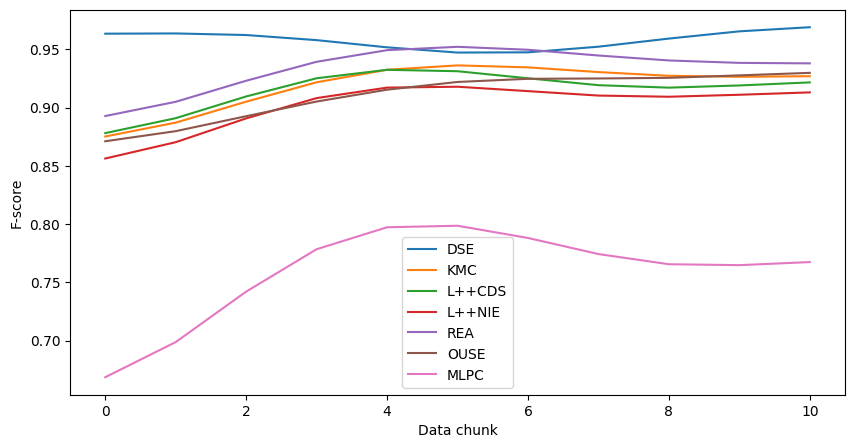 0.95
0.90
0.85
0.80
0.75
0.70
F-score
DSE
KMC
L++CDS
L++NIE
REA
OUSE
MLPC
0 2 4 6 8 10
Data chunk